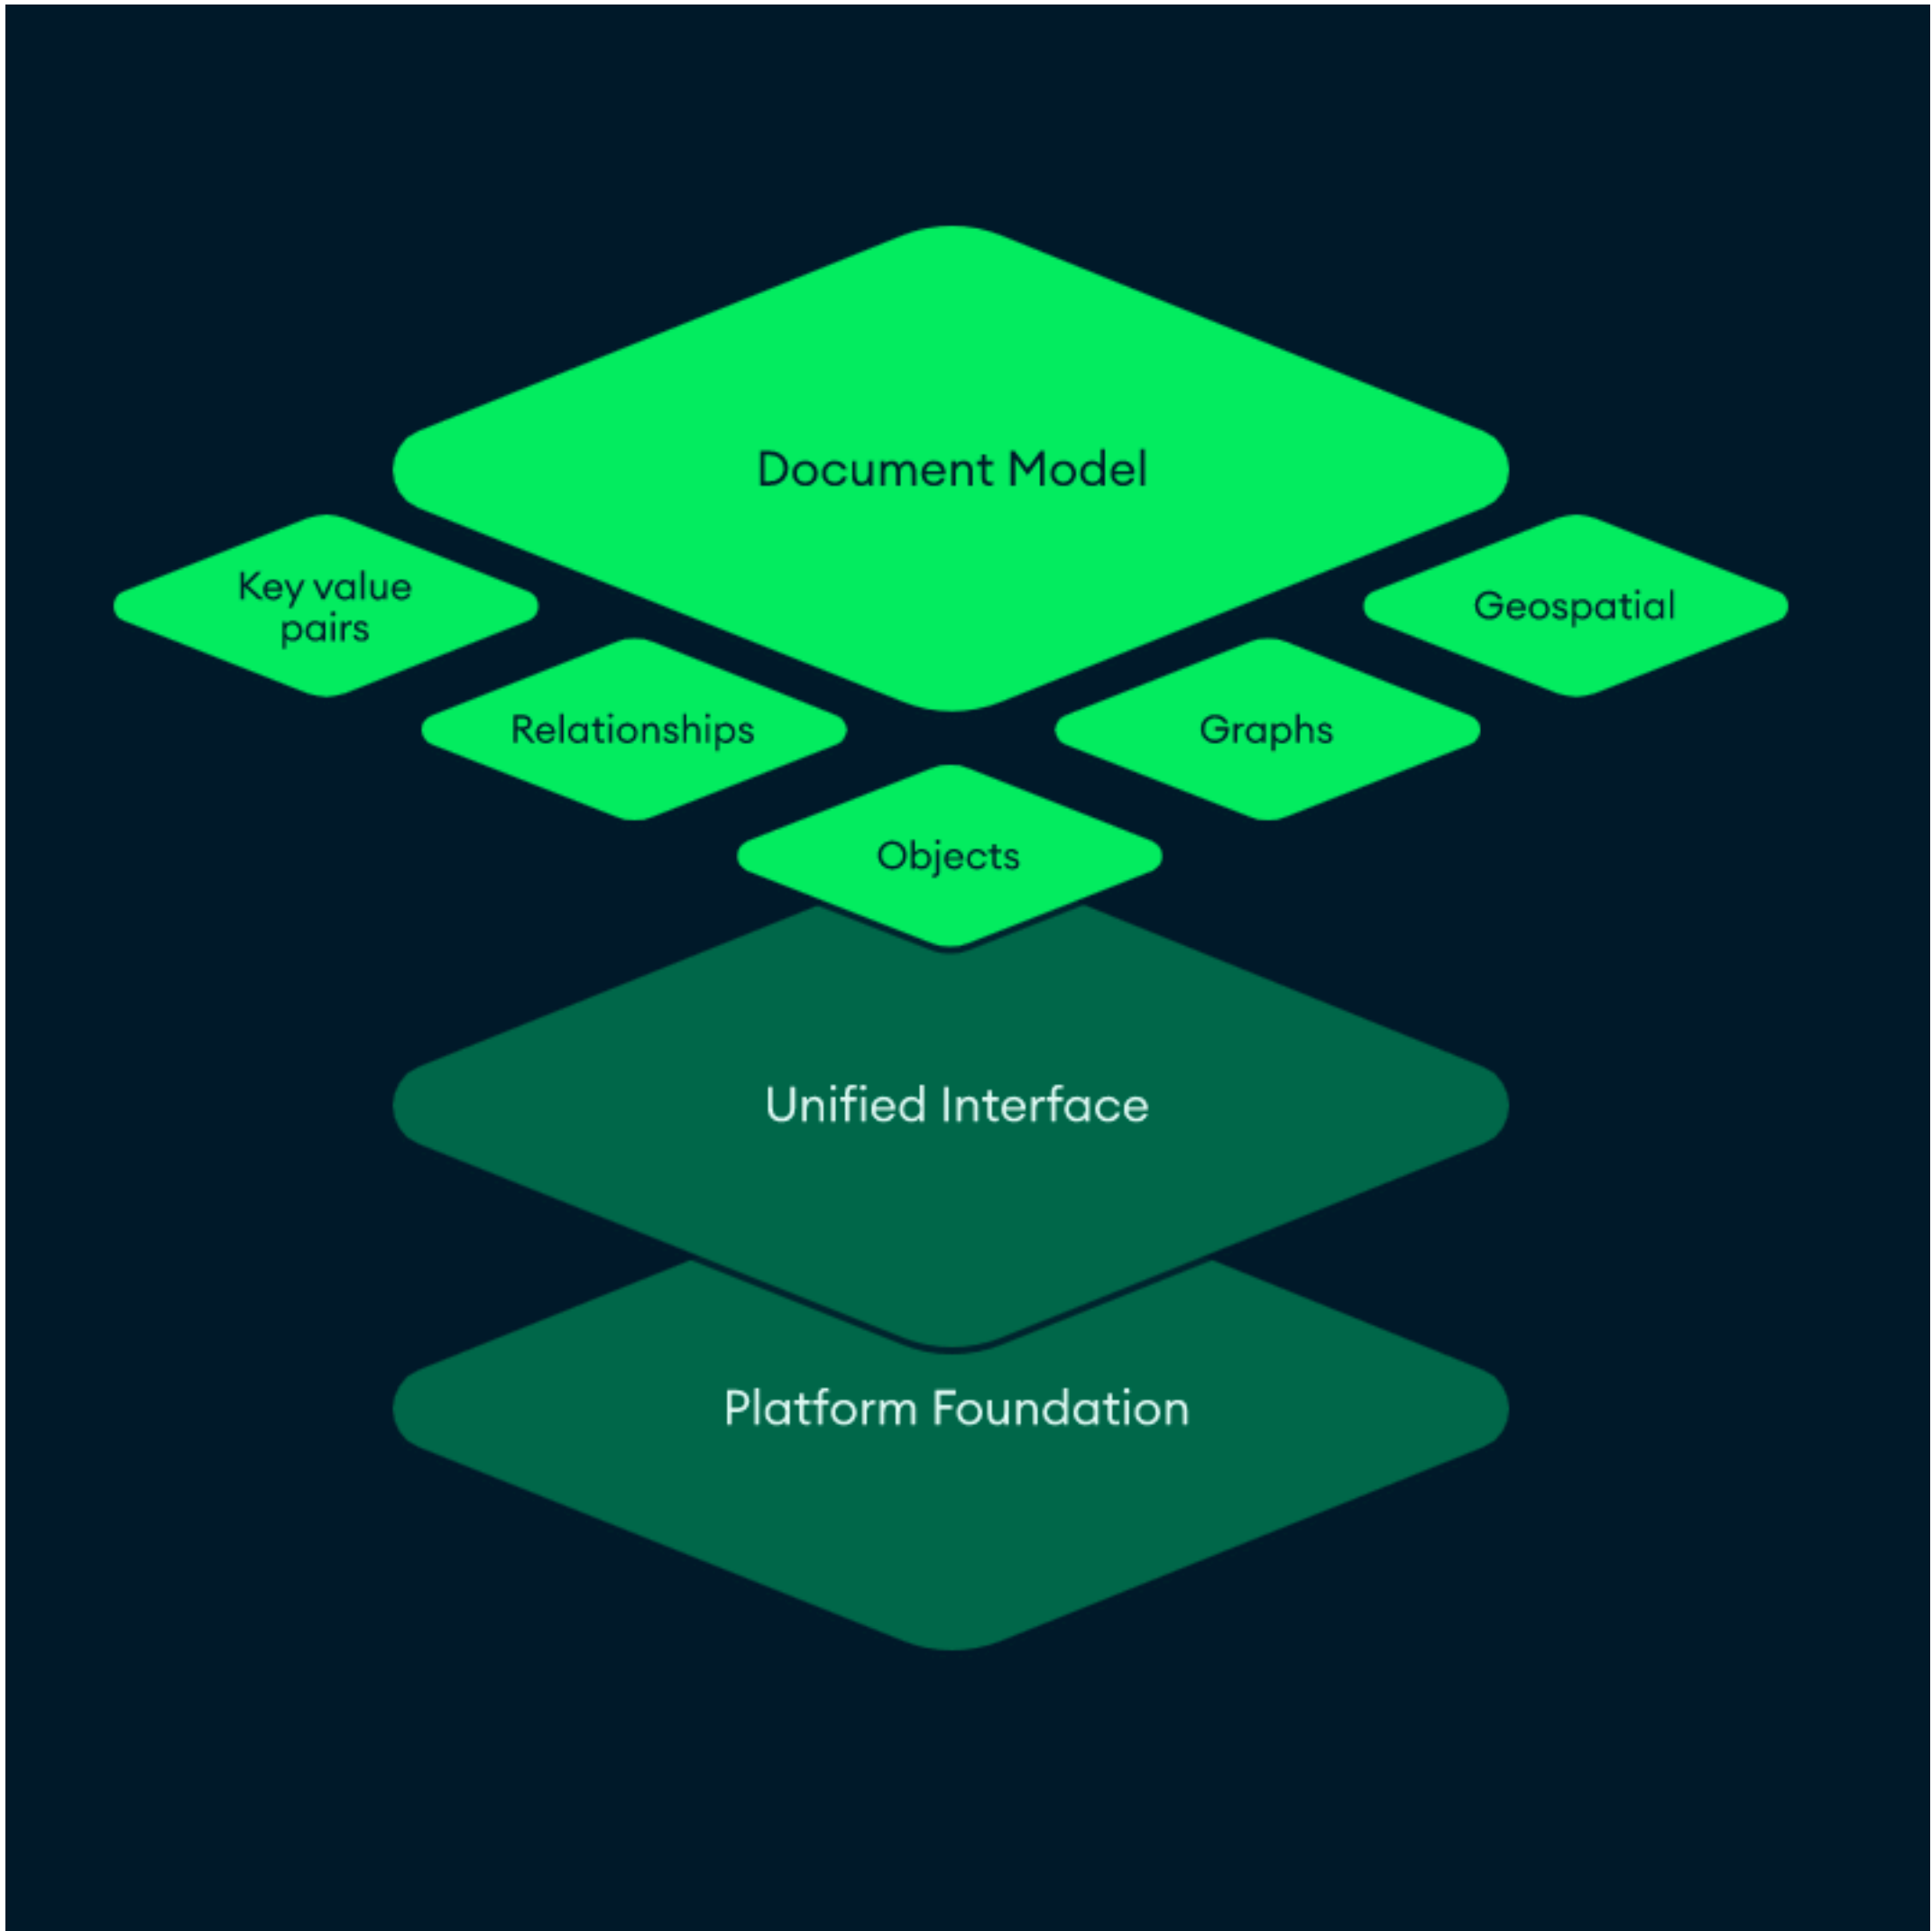 Document Model
Key value
pairs
Geospatial
Relationships
Graphs
Objects
Unified Interface
Platform Foundation